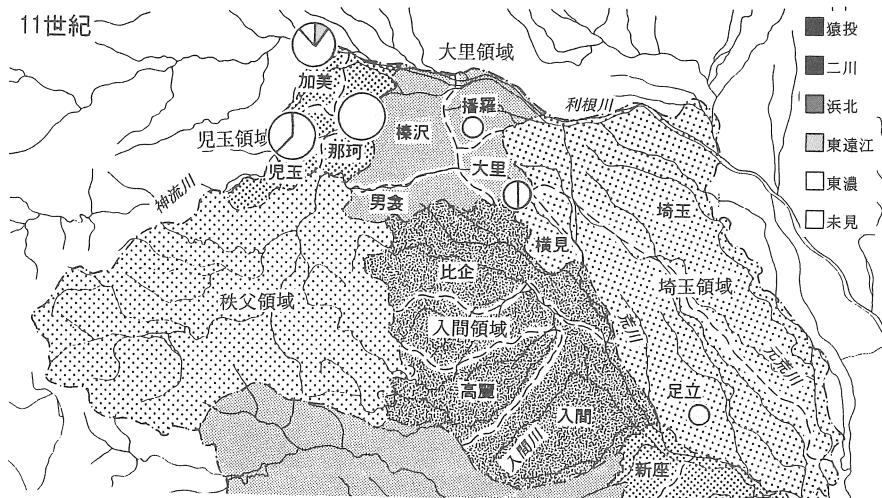 11世紀
大里領域
加美
播羅
利根川
榛沢
児玉領域
那珂
児玉
大里
神流川
男衾
埼玉
横見
比企
埼玉領域
秩父領域
入間領域
荒川
元荒川
高麗
足立
入間
入間川
新座
猿投
二川
浜北
東遠江
東濃
未見